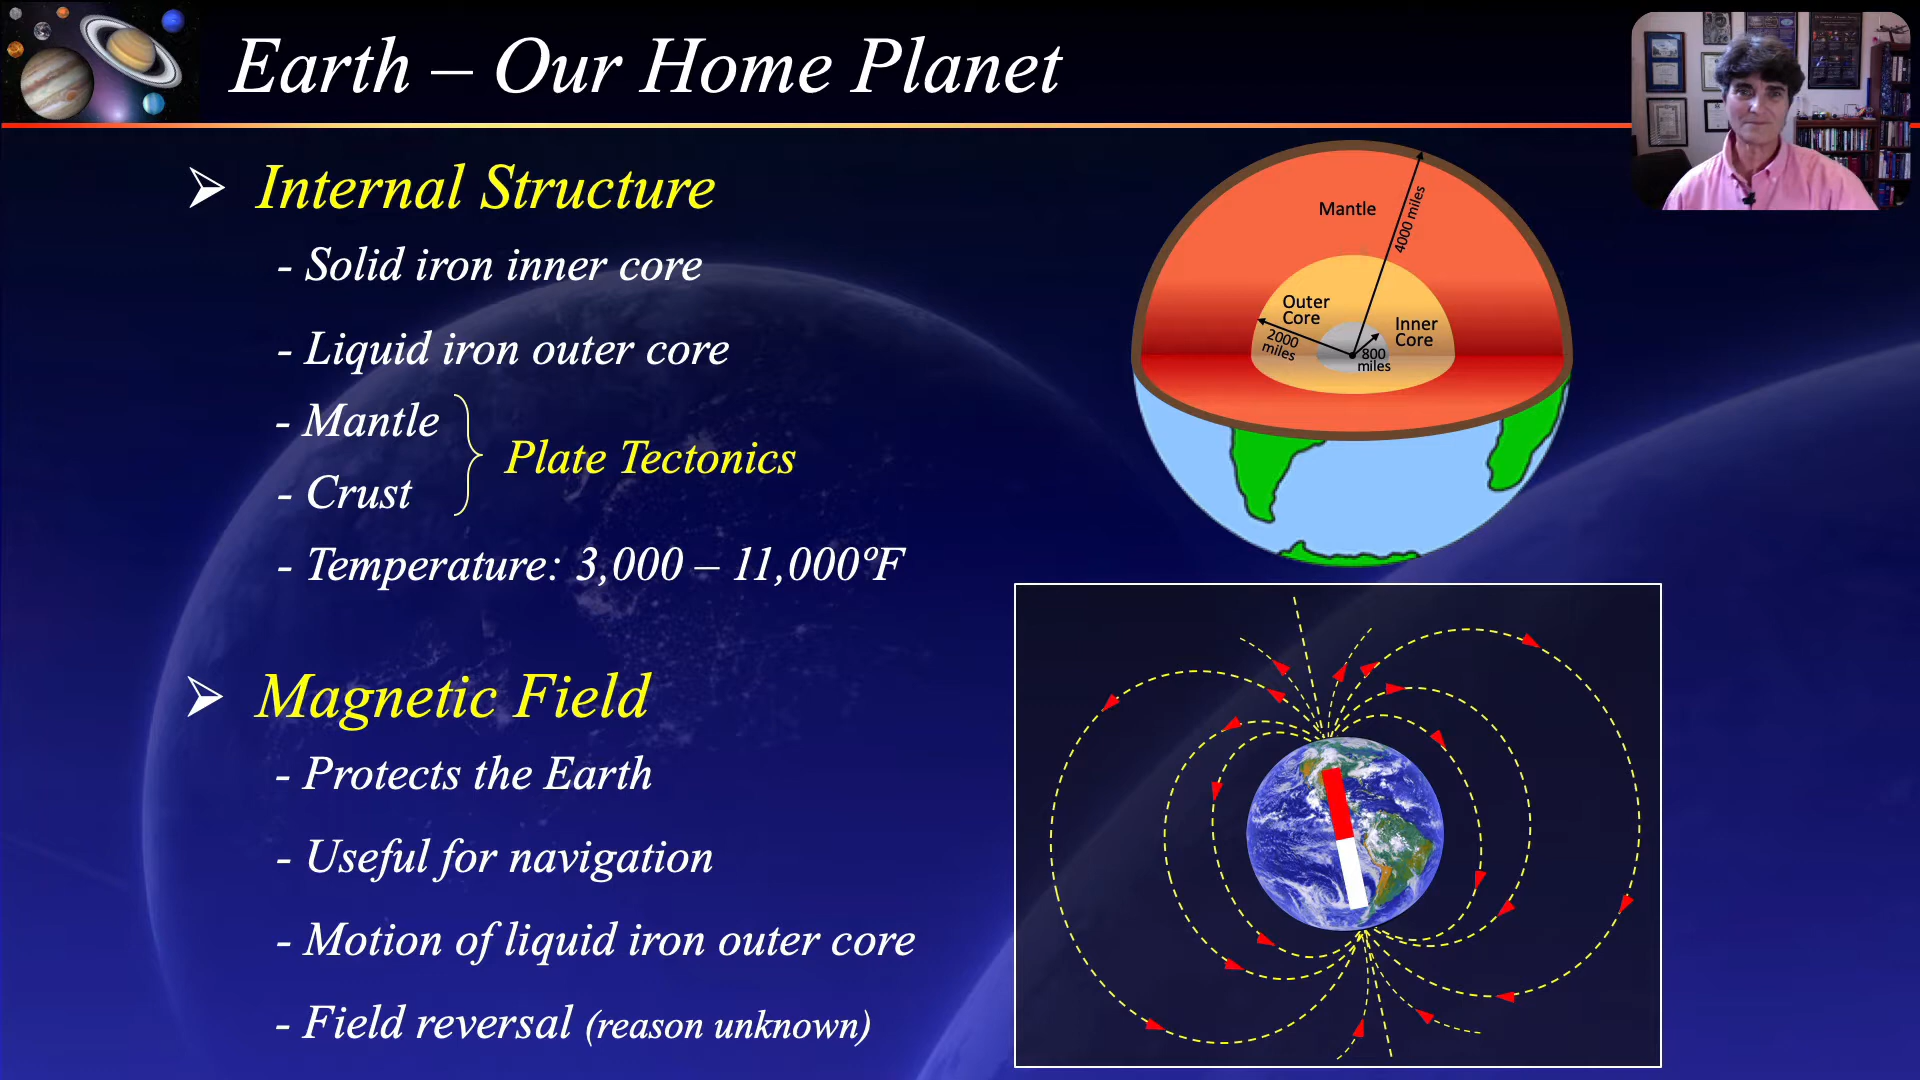 Earth – Our Home Planet
➢ Internal Structure
- Solid iron inner core
- Liquid iron outer core
- Mantle
- Crust
Plate Tectonics
- Temperature: 3,000 – 11,000ºF
➢ Magnetic Field
- Protects the Earth
- Useful for navigation
- Motion of liquid iron outer core
- Field reversal (reason unknown)
Mantle
4000 miles
Outer
Core
2000
miles
Inner
Core
800
miles